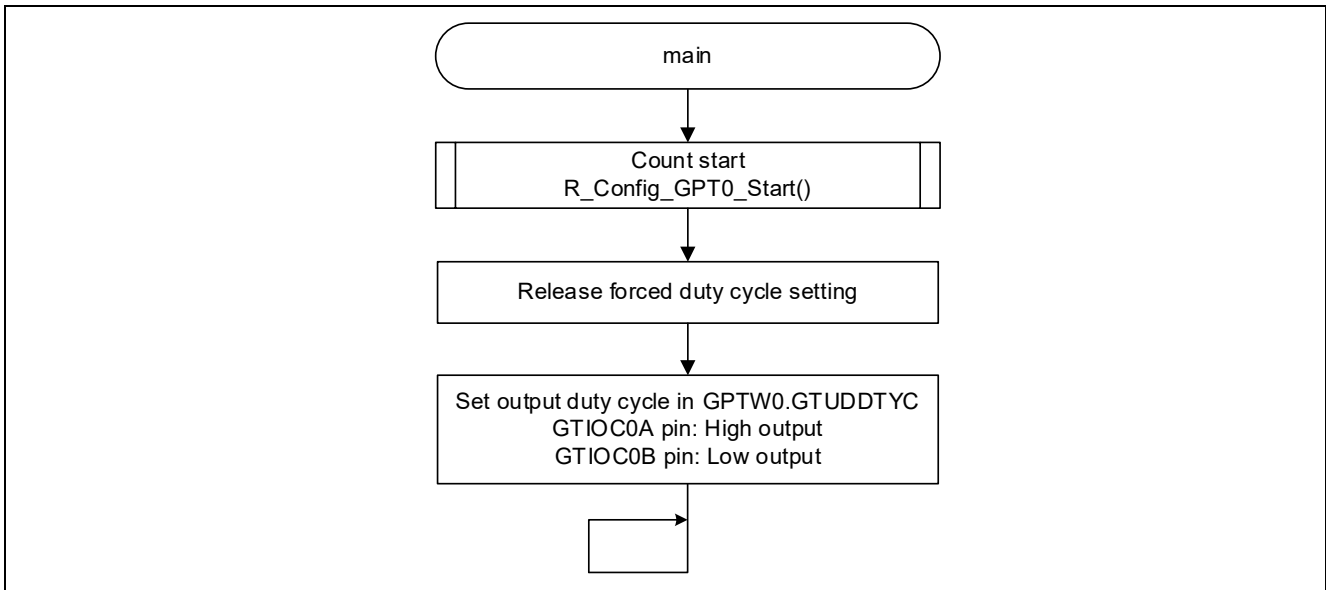 main
Count start
R_Config_GPT0_Start()
Release forced duty cycle setting
Set output duty cycle in GPTW0.GTUDDTYC
GTIOC0A pin: High output
GTIOC0B pin: Low output